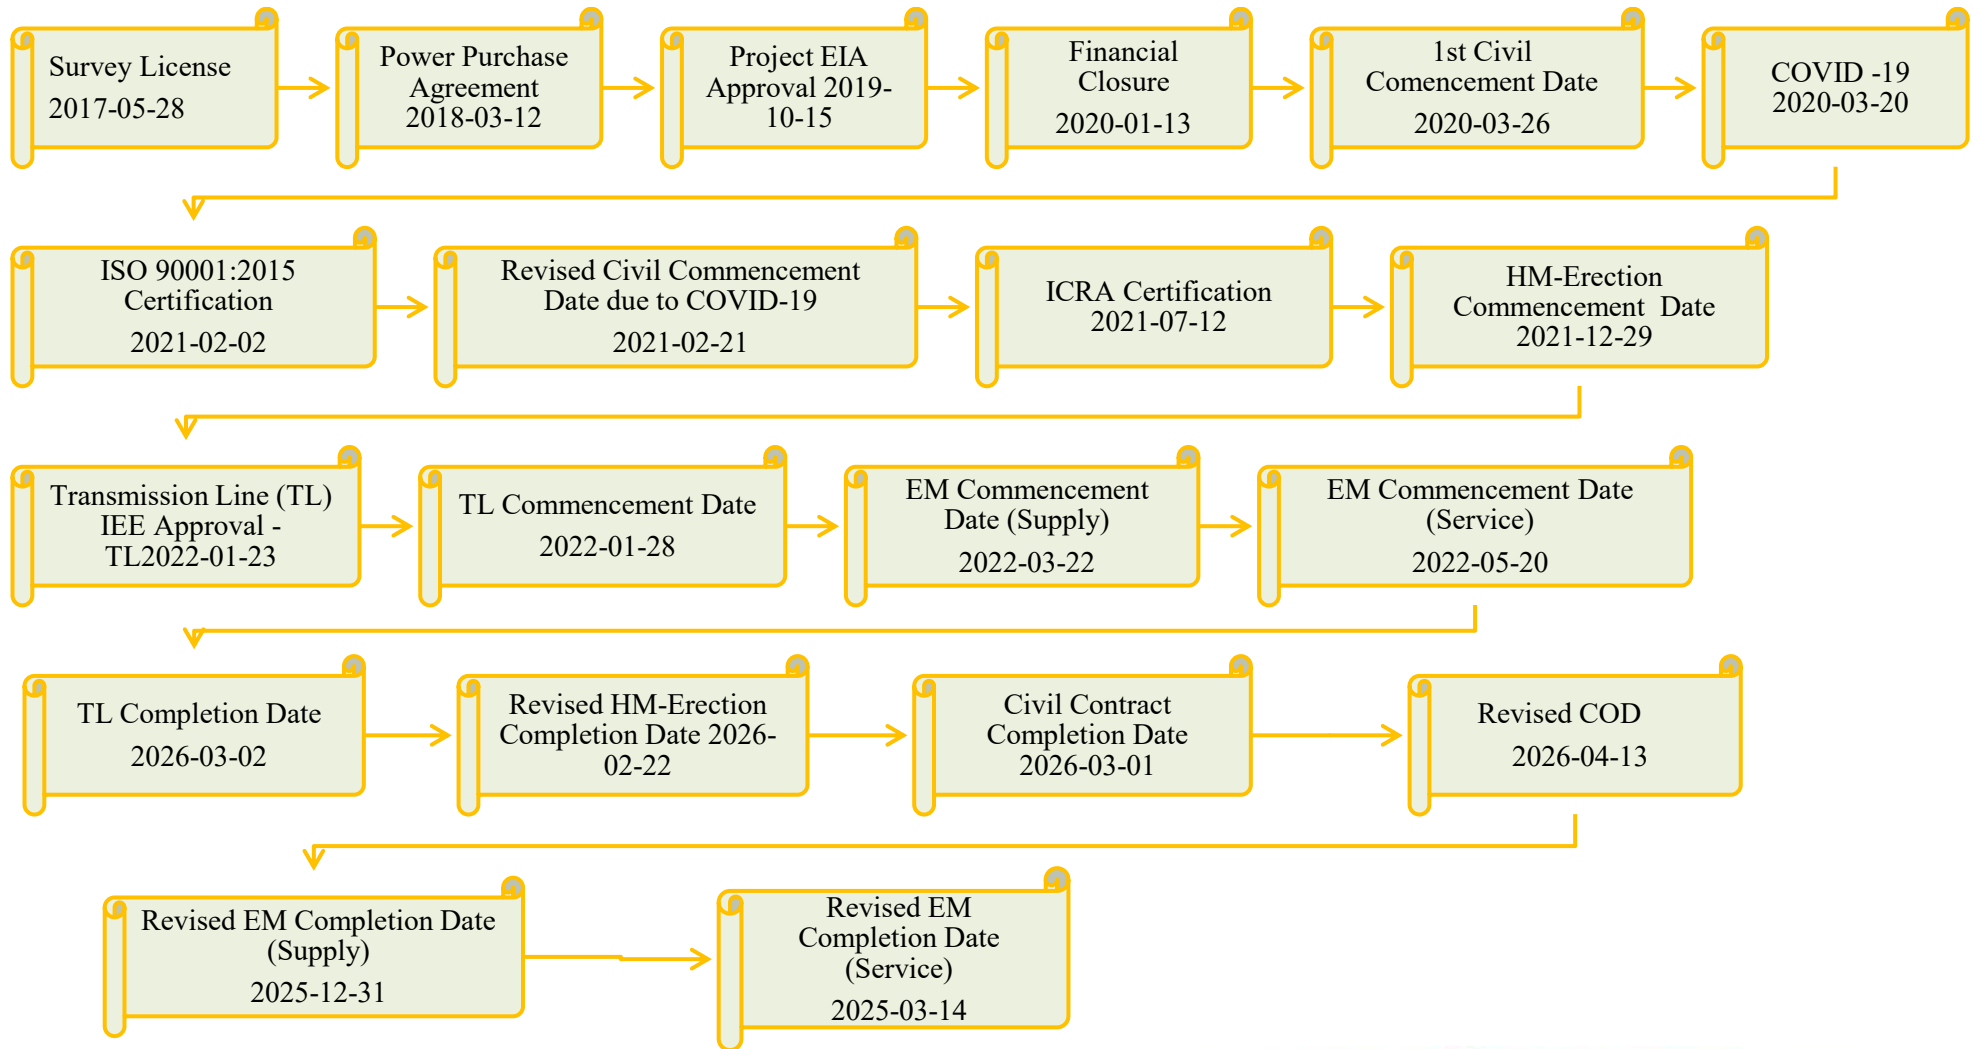 Survey License
2017-05-28
Power Purchase
Agreement
2018-03-12
Project EIA
Approval 2019-
10-15
Financial
Closure
2020-01-13
1st Civil
Comencement Date
2020-03-26
COVID -19
2020-03-20
ISO 90001:2015
Certification
2021-02-02
Revised Civil Commencement
Date due to COVID-19
2021-02-21
ICRA Certification
2021-07-12
HM-Erection
Commencement Date
2021-12-29
Transmission Line (TL)
IEE Approval -
TL2022-01-23
TL Commencement Date
2022-01-28
EM Commencement
Date (Supply)
2022-03-22
EM Commencement Date
(Service)
2022-05-20
TL Completion Date
2026-03-02
Revised HM-Erection
Completion Date 2026-
02-22
Civil Contract
Completion Date
2026-03-01
Revised COD
2026-04-13
Revised EM Completion Date
(Supply)
2025-12-31
Revised EM
Completion Date
(Service)
2025-03-14